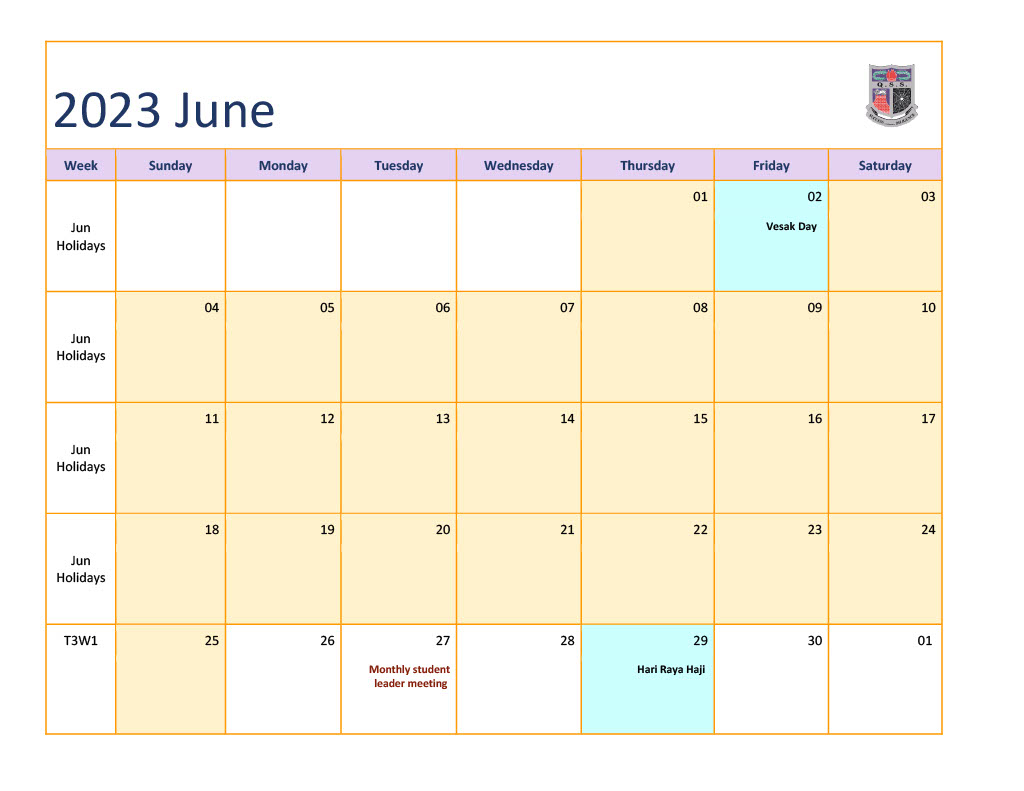 2023 June
Q. S. S.
Week Sunday Monday Tuesday Wednesday Thursday Friday Saturday
01 02 03
Vesak Day
Jun
Holidays
04 05 06 07 08 09 10
Jun
Holidays
11 12 13 14 15 16 17
Jun
Holidays
18 19 20 21 22 23 24
Jun
Holidays
T3W1 25 26 27 28 29 30 01
Monthly student
leader meeting
Hari Raya Haji